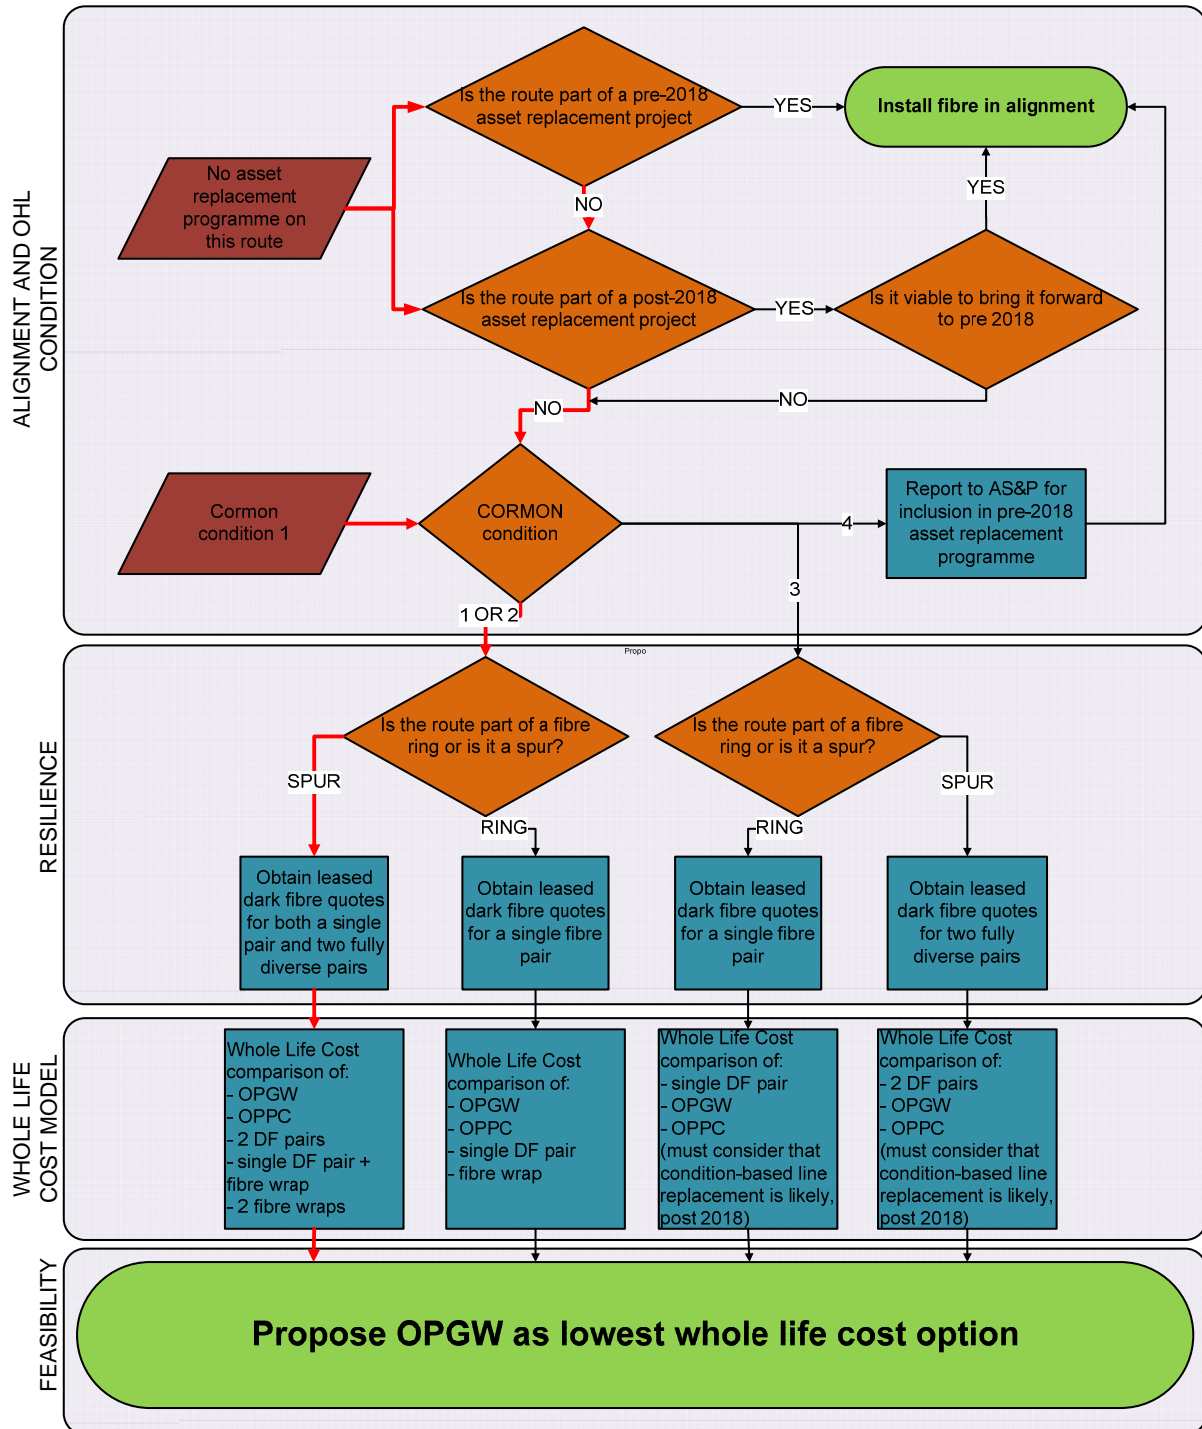 ALIGNMENT AND OHL
CONDITION
Is the route part of a pre-2018
asset replacement project
YES
Install fibre in alignment
No asset
replacement
programme on
this route
NO
YES
Is the route part of a post-2018
asset replacement project
YES
Is it viable to bring it forward
to pre 2018
NO
NO
Cormon
condition 1
CORMON
condition
4
Report to AS&P for
inclusion in pre-2018
asset replacement
programme
3
1 OR 2
RESILIENCE
Propo
Is the route part of a fibre
ring or is it a spur?
Is the route part of a fibre
ring or is it a spur?
SPUR
RING
RING
SPUR
Obtain leased
dark fibre quotes
for both a single
pair and two fully
diverse pairs
Obtain leased
dark fibre quotes
for a single fibre
pair
Obtain leased
dark fibre quotes
for a single fibre
pair
Obtain leased
dark fibre quotes
for two fully
diverse pairs
WHOLE LIFE
COST MODEL
Whole Life Cost
comparison of:
- OPGW
- OPPC
- 2 DF pairs
- single DF pair +
fibre wrap
- 2 fibre wraps
Whole Life Cost
comparison of:
- OPGW
- OPPC
- single DF pair
- fibre wrap
Whole Life Cost
comparison of:
- single DF pair
- OPGW
- OPPC
(must consider that
condition-based line
replacement is likely,
post 2018)
Whole Life Cost
comparison of:
- 2 DF pairs
- OPGW
- OPPC
(must consider that
condition-based line
replacement is likely,
post 2018)
FEASIBILITY
Propose OPGW as lowest whole life cost option